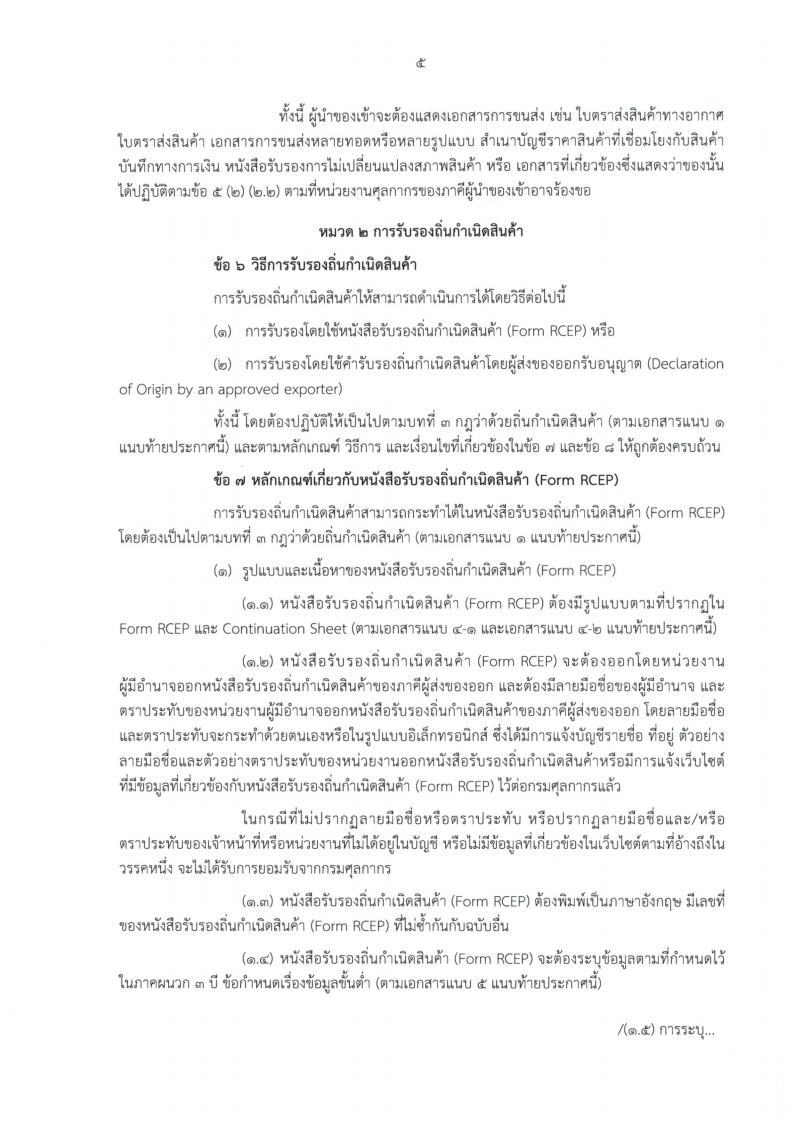 ๕
ทั้งนี้ ผู้นำของเข้าจะต้องแสดงเอกสารการขนส่ง เช่น ใบตราส่งสินค้าทางอากาศ
ใบตราส่งสินค้า เอกสารการขนส่งหลายทอดหรือหลายรูปแบบ สำเนาบัญชีราคาสินค้าที่เชื่อมโยงกับสินค้า
บันทึกทางการเงิน หนังสือรับรองการไม่เปลี่ยนแปลงสภาพสินค้า หรือ เอกสารที่เกี่ยวข้องซึ่งแสดงว่าของนั้น
ได้ปฏิบัติตามข้อ ๕ (๒) (๒.๒) ตามที่หน่วยงานศุลกากรของภาคีผู้นำของเข้าอาจร้องขอ
หมวด ๒ การรับรองถิ่นกำเนิดสินค้า
ข้อ ๖ วิธีการรับรองถิ่นกำเนิดสินค้า
การรับรองถิ่นกำเนิดสินค้าให้สามารถดำเนินการได้โดยวิธีต่อไปนี้
(๑) การรับรองโดยใช้หนังสือรับรองถิ่นกำเนิดสินค้า (Form RCEP) หรือ
(๒) การรับรองโดยใช้คำรับรองถิ่นกำเนิดสินค้าโดยผู้ส่งของออกรับอนุญาต (Declaration
of Origin by an approved exporter)
ทั้งนี้ โดยต้องปฏิบัติให้เป็นไปตามบทที่ ๓ กฎว่าด้วยถิ่นกำเนิดสินค้า (ตามเอกสารแนบ ๑
แนบท้ายประกาศนี้) และตามหลักเกณฑ์ วิธีการ และเงื่อนไขที่เกี่ยวข้องในข้อ ๗ และข้อ ๘ ให้ถูกต้องครบถ้วน
ข้อ ๗ หลักเกณฑ์เกี่ยวกับหนังสือรับรองถิ่นกำเนิดสินค้า (Form RCEP)
การรับรองถิ่นกำเนิดสินค้าสามารถกระทำได้ในหนังสือรับรองถิ่นกำเนิดสินค้า (Form RCEP)
โดยต้องเป็นไปตามบทที่ ๓ กฎว่าด้วยถิ่นกำเนิดสินค้า (ตามเอกสารแนบ ๑ แนบท้ายประกาศนี้)
(๑) รูปแบบและเนื้อหาของหนังสือรับรองถิ่นกำเนิดสินค้า (Form RCEP)
(๑.๑) หนังสือรับรองถิ่นกำเนิดสินค้า (Form RCEP) ต้องมีรูปแบบตามที่ปรากฏใน
Form RCEP และ Continuation Sheet (ตามเอกสารแนบ ๔-๑ และเอกสารแนบ ๔-๒ แนบท้ายประกาศนี้)
(๑.๒) หนังสือรับรองถิ่นกำเนิดสินค้า (Form RCEP) จะต้องออกโดยหน่วยงาน
ผู้มีอำนาจออกหนังสือรับรองถิ่นกำเนิดสินค้าของภาคีผู้ส่งของออก และต้องมีลายมือชื่อของผู้มีอำนาจ และ
ตราประทับของหน่วยงานผู้มีอำนาจออกหนังสือรับรองถิ่นกำเนิดสินค้าของภาคีผู้ส่งของออก โดยลายมือชื่อ
และตราประทับจะกระทำด้วยตนเองหรือในรูปแบบอิเล็กทรอนิกส์ ซึ่งได้มีการแจ้งบัญชีรายชื่อ ที่อยู่ ตัวอย่าง
ลายมือชื่อและตัวอย่างตราประทับของหน่วยงานออกหนังสือรับรองถิ่นกำเนิดสินค้าหรือมีการแจ้งเว็บไซต์
ที่มีข้อมูลที่เกี่ยวข้องกับหนังสือรับรองถิ่นกำเนิดสินค้า (Form RCEP) ไว้ต่อกรมศุลกากรแล้ว
ในกรณีที่ไม่ปรากฏลายมือชื่อหรือตราประทับ หรือปรากฏลายมือชื่อและ/หรือ
ตราประทับของเจ้าหน้าที่หรือหน่วยงานที่ไม่ได้อยู่ในบัญชี หรือไม่มีข้อมูลที่เกี่ยวข้องในเว็บไซต์ตามที่อ้างถึงใน
วรรคหนึ่ง จะไม่ได้รับการยอมรับจากกรมศุลกากร
(๑.๓) หนังสือรับรองถิ่นกำเนิดสินค้า (Form RCEP) ต้องพิมพ์เป็นภาษาอังกฤษ มีเลขที่
ของหนังสือรับรองถิ่นกำเนิดสินค้า (Form RCEP) ที่ไม่ซ้ำกันกับฉบับอื่น
(๑.๔) หนังสือรับรองถิ่นกำเนิดสินค้า (Form RCEP) จะต้องระบุข้อมูลตามที่กำหนดไว้
ในภาคผนวก ๓ บี ข้อกำหนดเรื่องข้อมูลขั้นต่ำ (ตามเอกสารแนบ ๕ แนบท้ายประกาศนี้)
/(๑.๕) การระบุ...